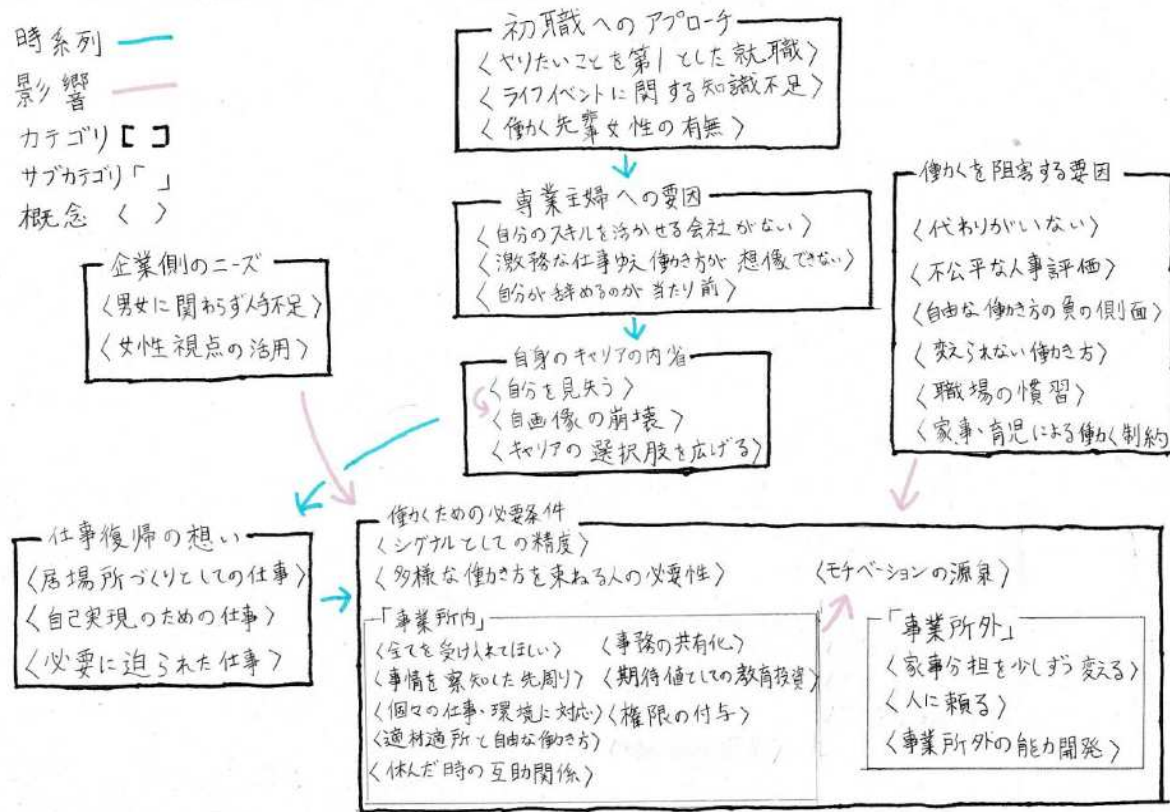 時系列
影響
カテゴリ【 】
サブカテゴリ「 」
概念 〈 〉
初職へのアプローチ
〈やりたいことを第1とした就職〉
〈ライフイベントに関する知識不足〉
〈働く先輩女性の有無〉
専業主婦への要因
〈自分のスキルを活かせる会社がない〉
〈激務な仕事ゆえ働き方が想像できない〉
〈自分が辞めるのが当たり前〉
働くを阻害する要因
〈代わりがいない〉
〈不公平な人事評価〉
〈自由な働き方の負の側面〉
〈変えられない働き方〉
〈職場の慣習〉
〈家事・育児による働く制約
企業側のニーズ
〈男女に関わらず人手不足〉
〈女性視点の活用〉
自身のキャリアの内省
〈自分を見失う〉
〈自画像の崩壊〉
〈キャリアの選択肢を広げる〉
仕事復帰の想い
〈居場所づくりとしての仕事〉
〈自己実現のための仕事〉
〈必要に迫られた仕事〉
働くための必要条件
〈シグナルとしての精度〉
〈多様な働き方を束ねる人の必要性〉
〈モチベーションの源泉〉
「事業所内」
〈全てを受け入れてほしい〉
〈事情を察知した先周り〉
〈個々の仕事・環境に対応〉
〈適材適所と自由な働き方〉
〈休んだ時の互助関係〉
〈事務の共有化〉
〈期待値としての教育投資〉
〈権限の付与〉
「事業所外」
〈家事分担を少しずつ変える〉
〈人に頼る〉
〈事業所外の能力開発〉